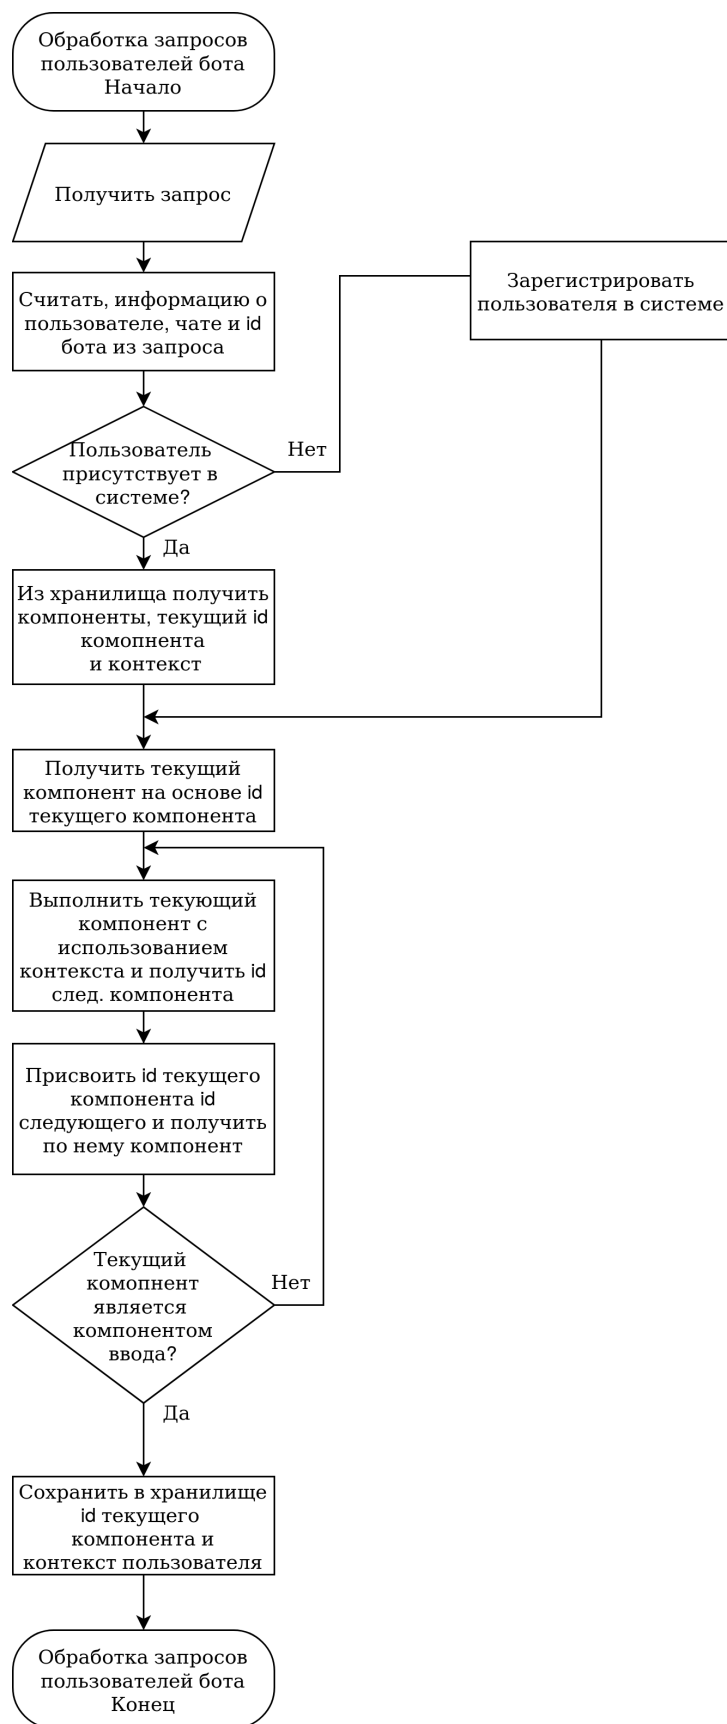 Обработка запросов
пользователей бота
Начало
Получить запрос
Считать, информацию о
пользователе, чате и id
бота из запроса
Зарегистрировать
пользователя в системе
Пользователь
присутствует в
системе?
Нет
Да
Из хранилища получить
компоненты, текущий id
комопнента
и контекст
Получить текущий
компонент на основе id
текущего компонента
Выполнить текующий
компонент с
использованием
контекста и получить id
след. компонента
Присвоить id текущего
компонента id
следующего и получить
по нему компонент
Текущий
комопнент
является
компонентом
ввода?
Нет
Да
Сохранить в хранилище
id текущего
компонента и
контекст пользователя
Обработка запросов
пользователей бота
Конец